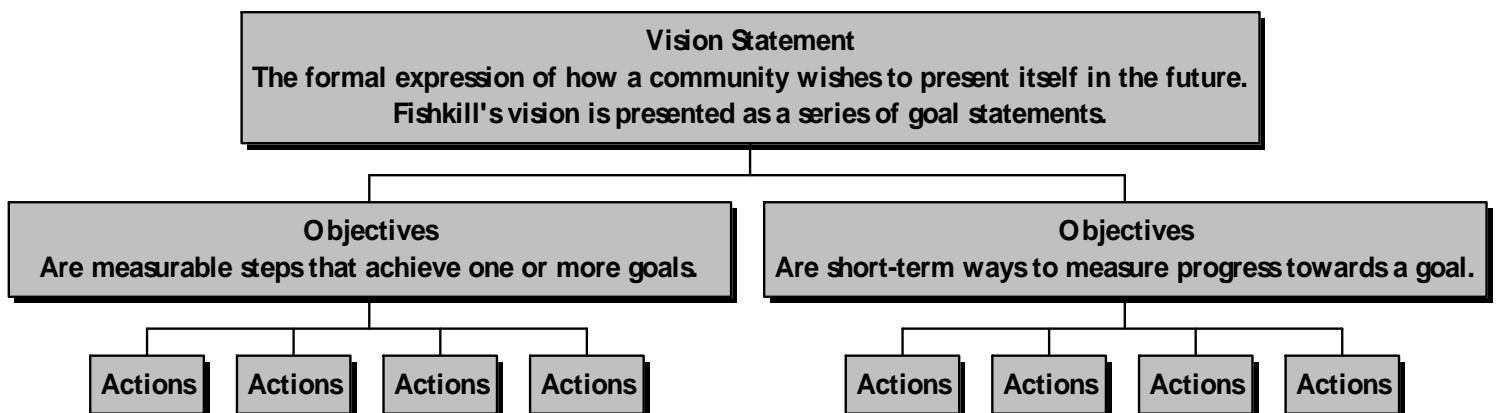 Vision Statement
The formal expression of how a community wishes to present itself in the future.
Fishkill's vision is presented as a series of goal statements.
Objectives
Are measurable steps that achieve one or more goals.
Objectives
Are short-term ways to measure progress towards a goal.
Actions
Actions
Actions
Actions
Actions
Actions
Actions
Actions